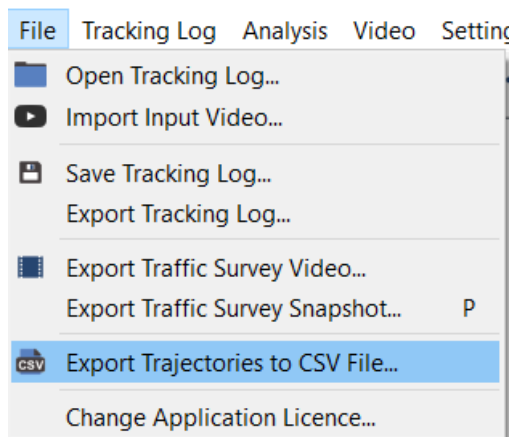 File Tracking Log Analysis Video Setting
Open Tracking Log...
Import Input Video...
Save Tracking Log...
Export Tracking Log...
Export Traffic Survey Video...
Export Traffic Survey Snapshot... P
CSV Export Trajectories to CSV File...
Change Application Licence...